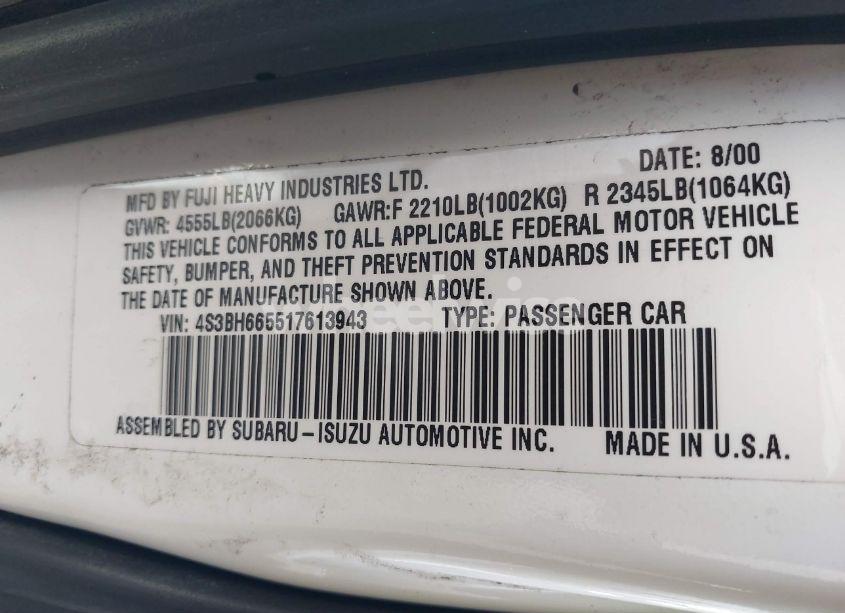 DATE: 8/00
MFD BY FUJI HEAVY INDUSTRIES LTD.
GVWR: 4555LB(2066KG) GAWR:F 2210LB(1002KG) R 2345LB(1064KG)
THIS VEHICLE CONFORMS TO ALL APPLICABLE FEDERAL MOTOR VEHICLE
SAFETY, BUMPER, AND THEFT PREVENTION STANDARDS IN EFFECT ON
THE DATE OF MANUFACTURE SHOWN ABOVE.
VIN: 4S3BH665517613943 TYPE: PASSENGER CAR
ASSEMBLED BY SUBARU-ISUZU AUTOMOTIVE INC. MADE IN U.S.A.